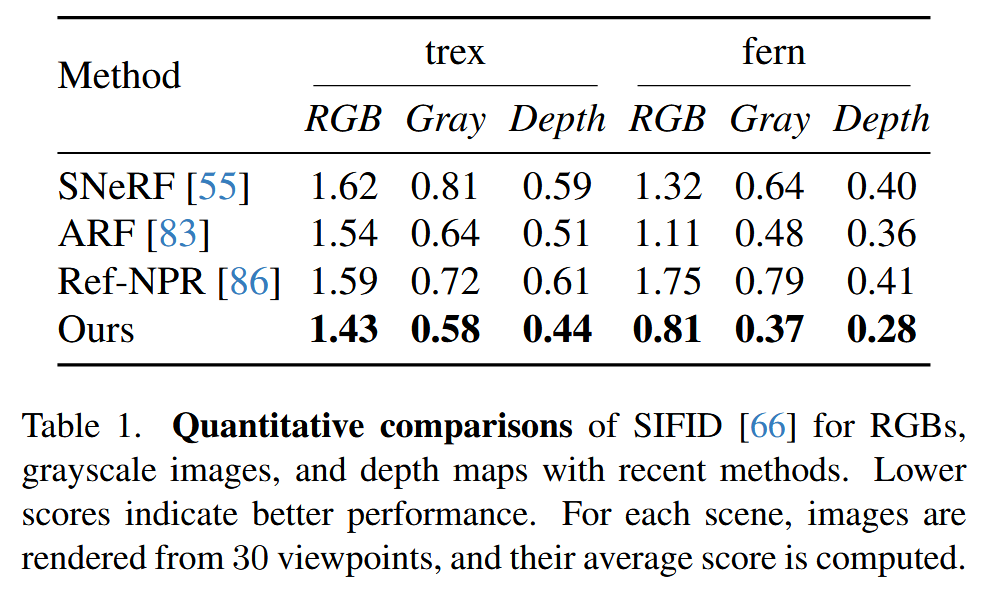 Method trex fern
RGB Gray Depth RGB Gray Depth
SNeRF [55] 1.62 0.81 0.59 1.32 0.64 0.40
ARF [83] 1.54 0.64 0.51 1.11 0.48 0.36
Ref-NPR [86] 1.59 0.72 0.61 1.75 0.79 0.41
Ours 1.43 0.58 0.44 0.81 0.37 0.28
Table 1. Quantitative comparisons of SIFID [66] for RGBs,
grayscale images, and depth maps with recent methods. Lower
scores indicate better performance. For each scene, images are
rendered from 30 viewpoints, and their average score is computed.